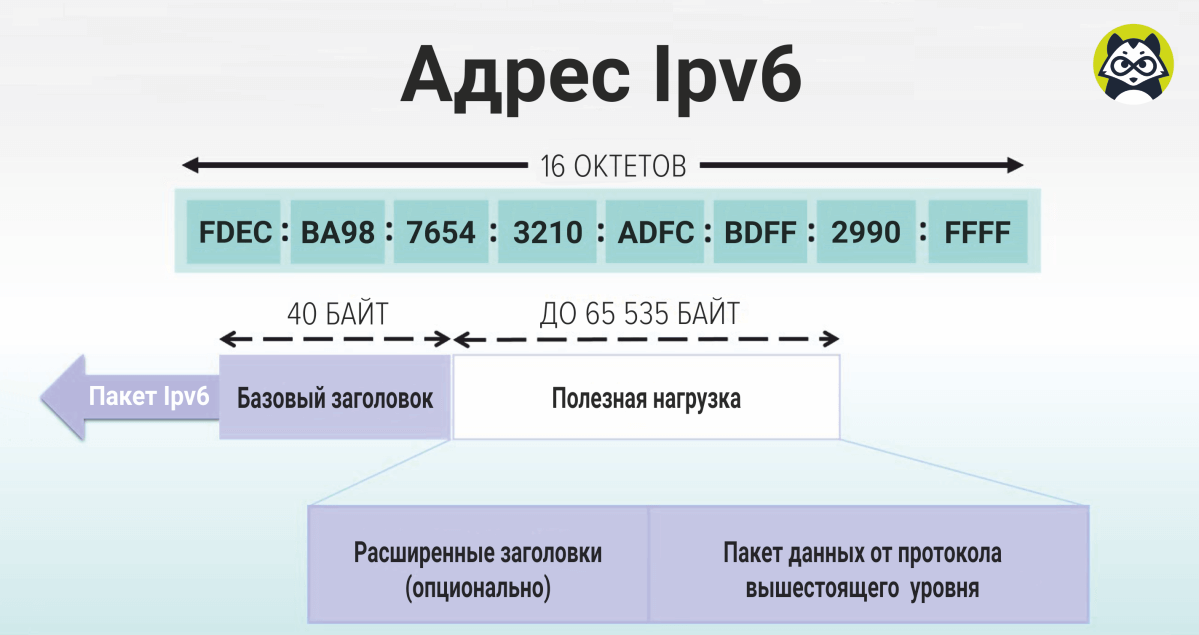 Адрес Ipv6
16 ОКТЕТОВ
FDEC : BA98 : 7654 : 3210 : ADFC : BDFF : 2990 : FFFF
40 БАЙТ
ДО 65 535 БАЙТ
Пакет Ipv6
Базовый заголовок
Полезная нагрузка
Расширенные заголовки
(опционально)
Пакет данных от протокола
вышестоящего уровня